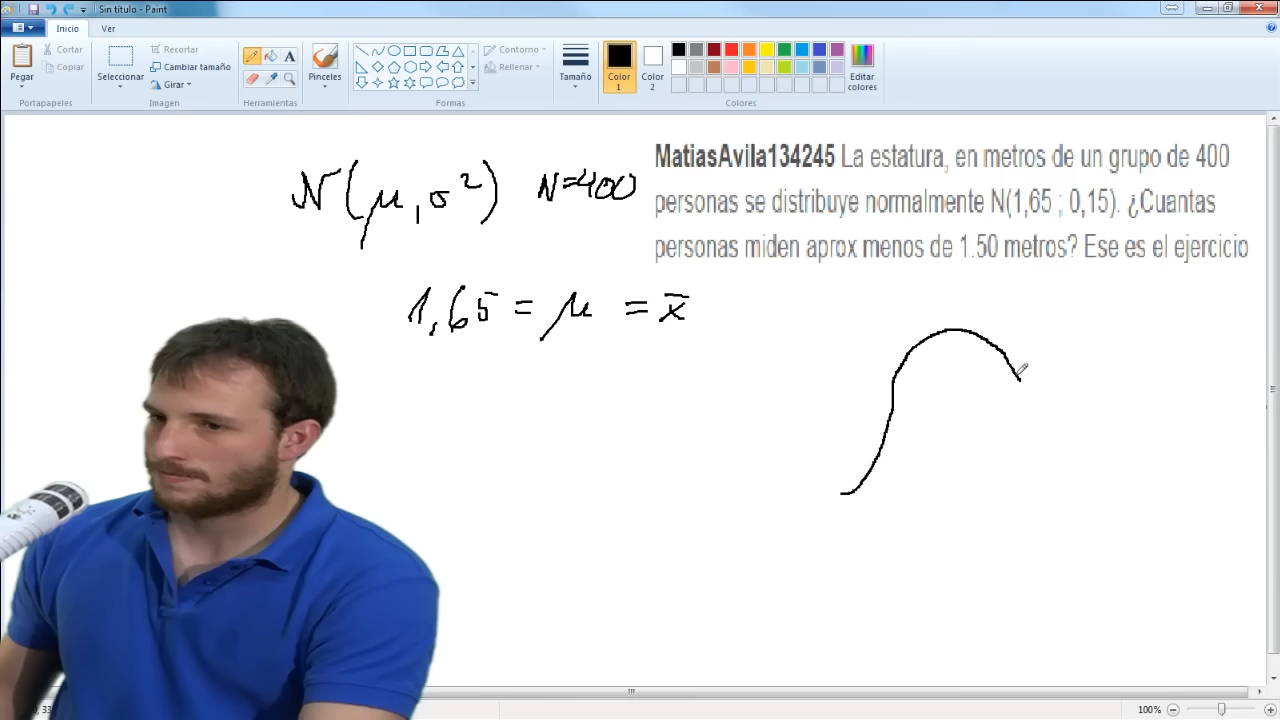 Sin título - Paint
Inicio Ver
Pegar
Cortar
Copiar
Portapapeles
Seleccionar
Recortar
Cambiar tamaño
Girar
Imagen
A
Herramientas
Pinceles
Contorno
Rellenar
Formas
Tamaño
Color 1
Color 2
Editar colores
Colores
N(μ,σ²) N=400
MatiasAvila134245 La estatura, en metros de un grupo de 400
personas se distribuye normalmente N(1,65 ; 0,15). ¿Cuantas
personas miden aprox menos de 1.50 metros? Ese es el ejercicio
1,65 = μ = x̄
100%